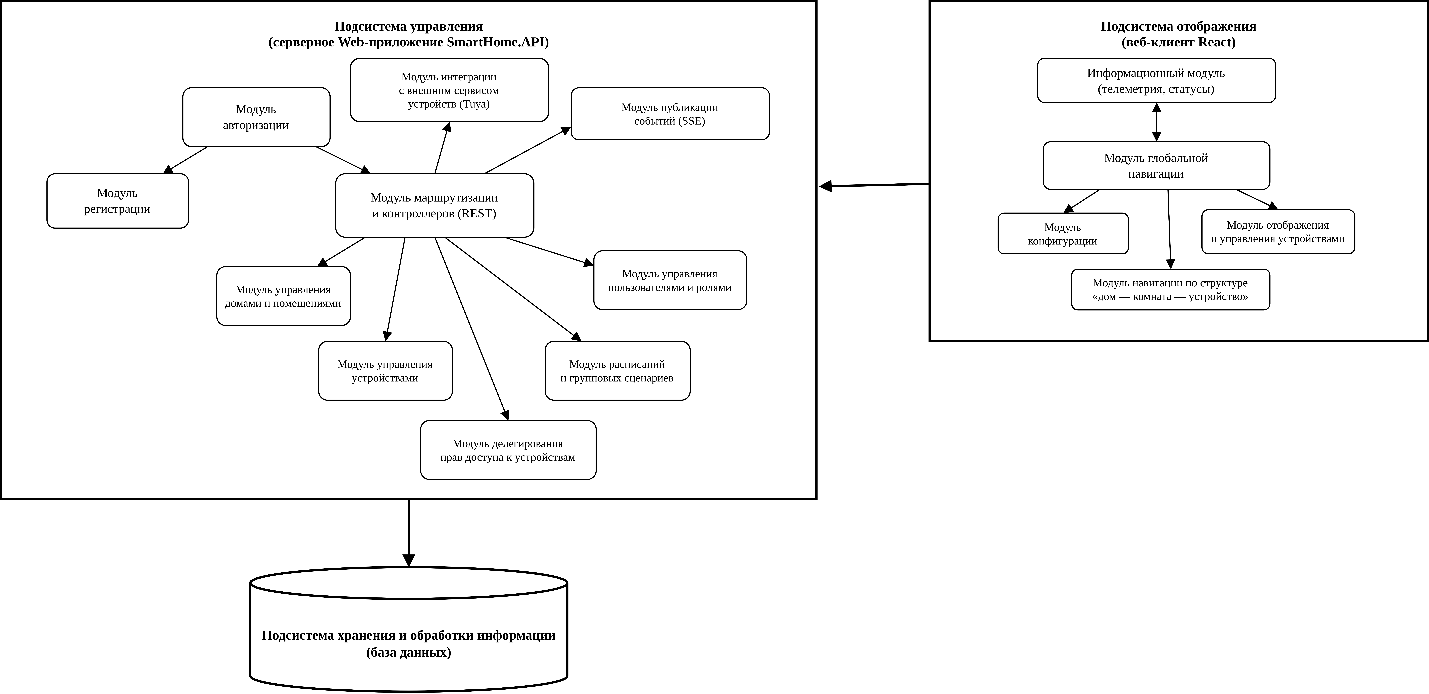 Подсистема управления
(серверное Web-приложение SmartHome.API)
Модуль интеграции
с внешним сервисом
устройств (Tuya)
Модуль
авторизации
Модуль публикации
событий (SSE)
Модуль
регистрации
Модуль маршрутизации
и контроллеров (REST)
Модуль управления
домами и помещениями
Модуль управления
пользователями и ролями
Модуль управления
устройствами
Модуль расписаний
и групповых сценариев
Модуль делегирования
прав доступа к устройствам
Подсистема отображения
(веб-клиент React)
Информационный модуль
(телеметрия, статусы)
Модуль глобальной
навигации
Модуль
конфигурации
Модуль отображения
и управления устройствами
Модуль навигации по структуре
«дом — комната — устройство»
Подсистема хранения и обработки информации
(база данных)